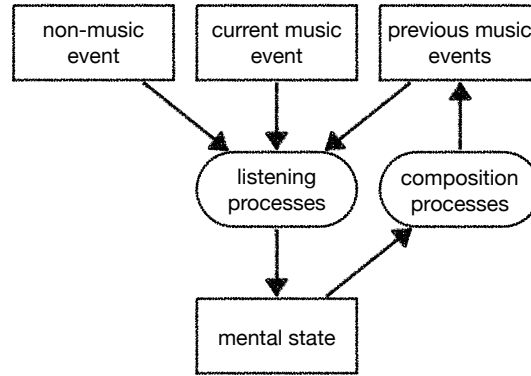 non-music
event
current music
event
previous music
events
listening
processes
composition
processes
mental state